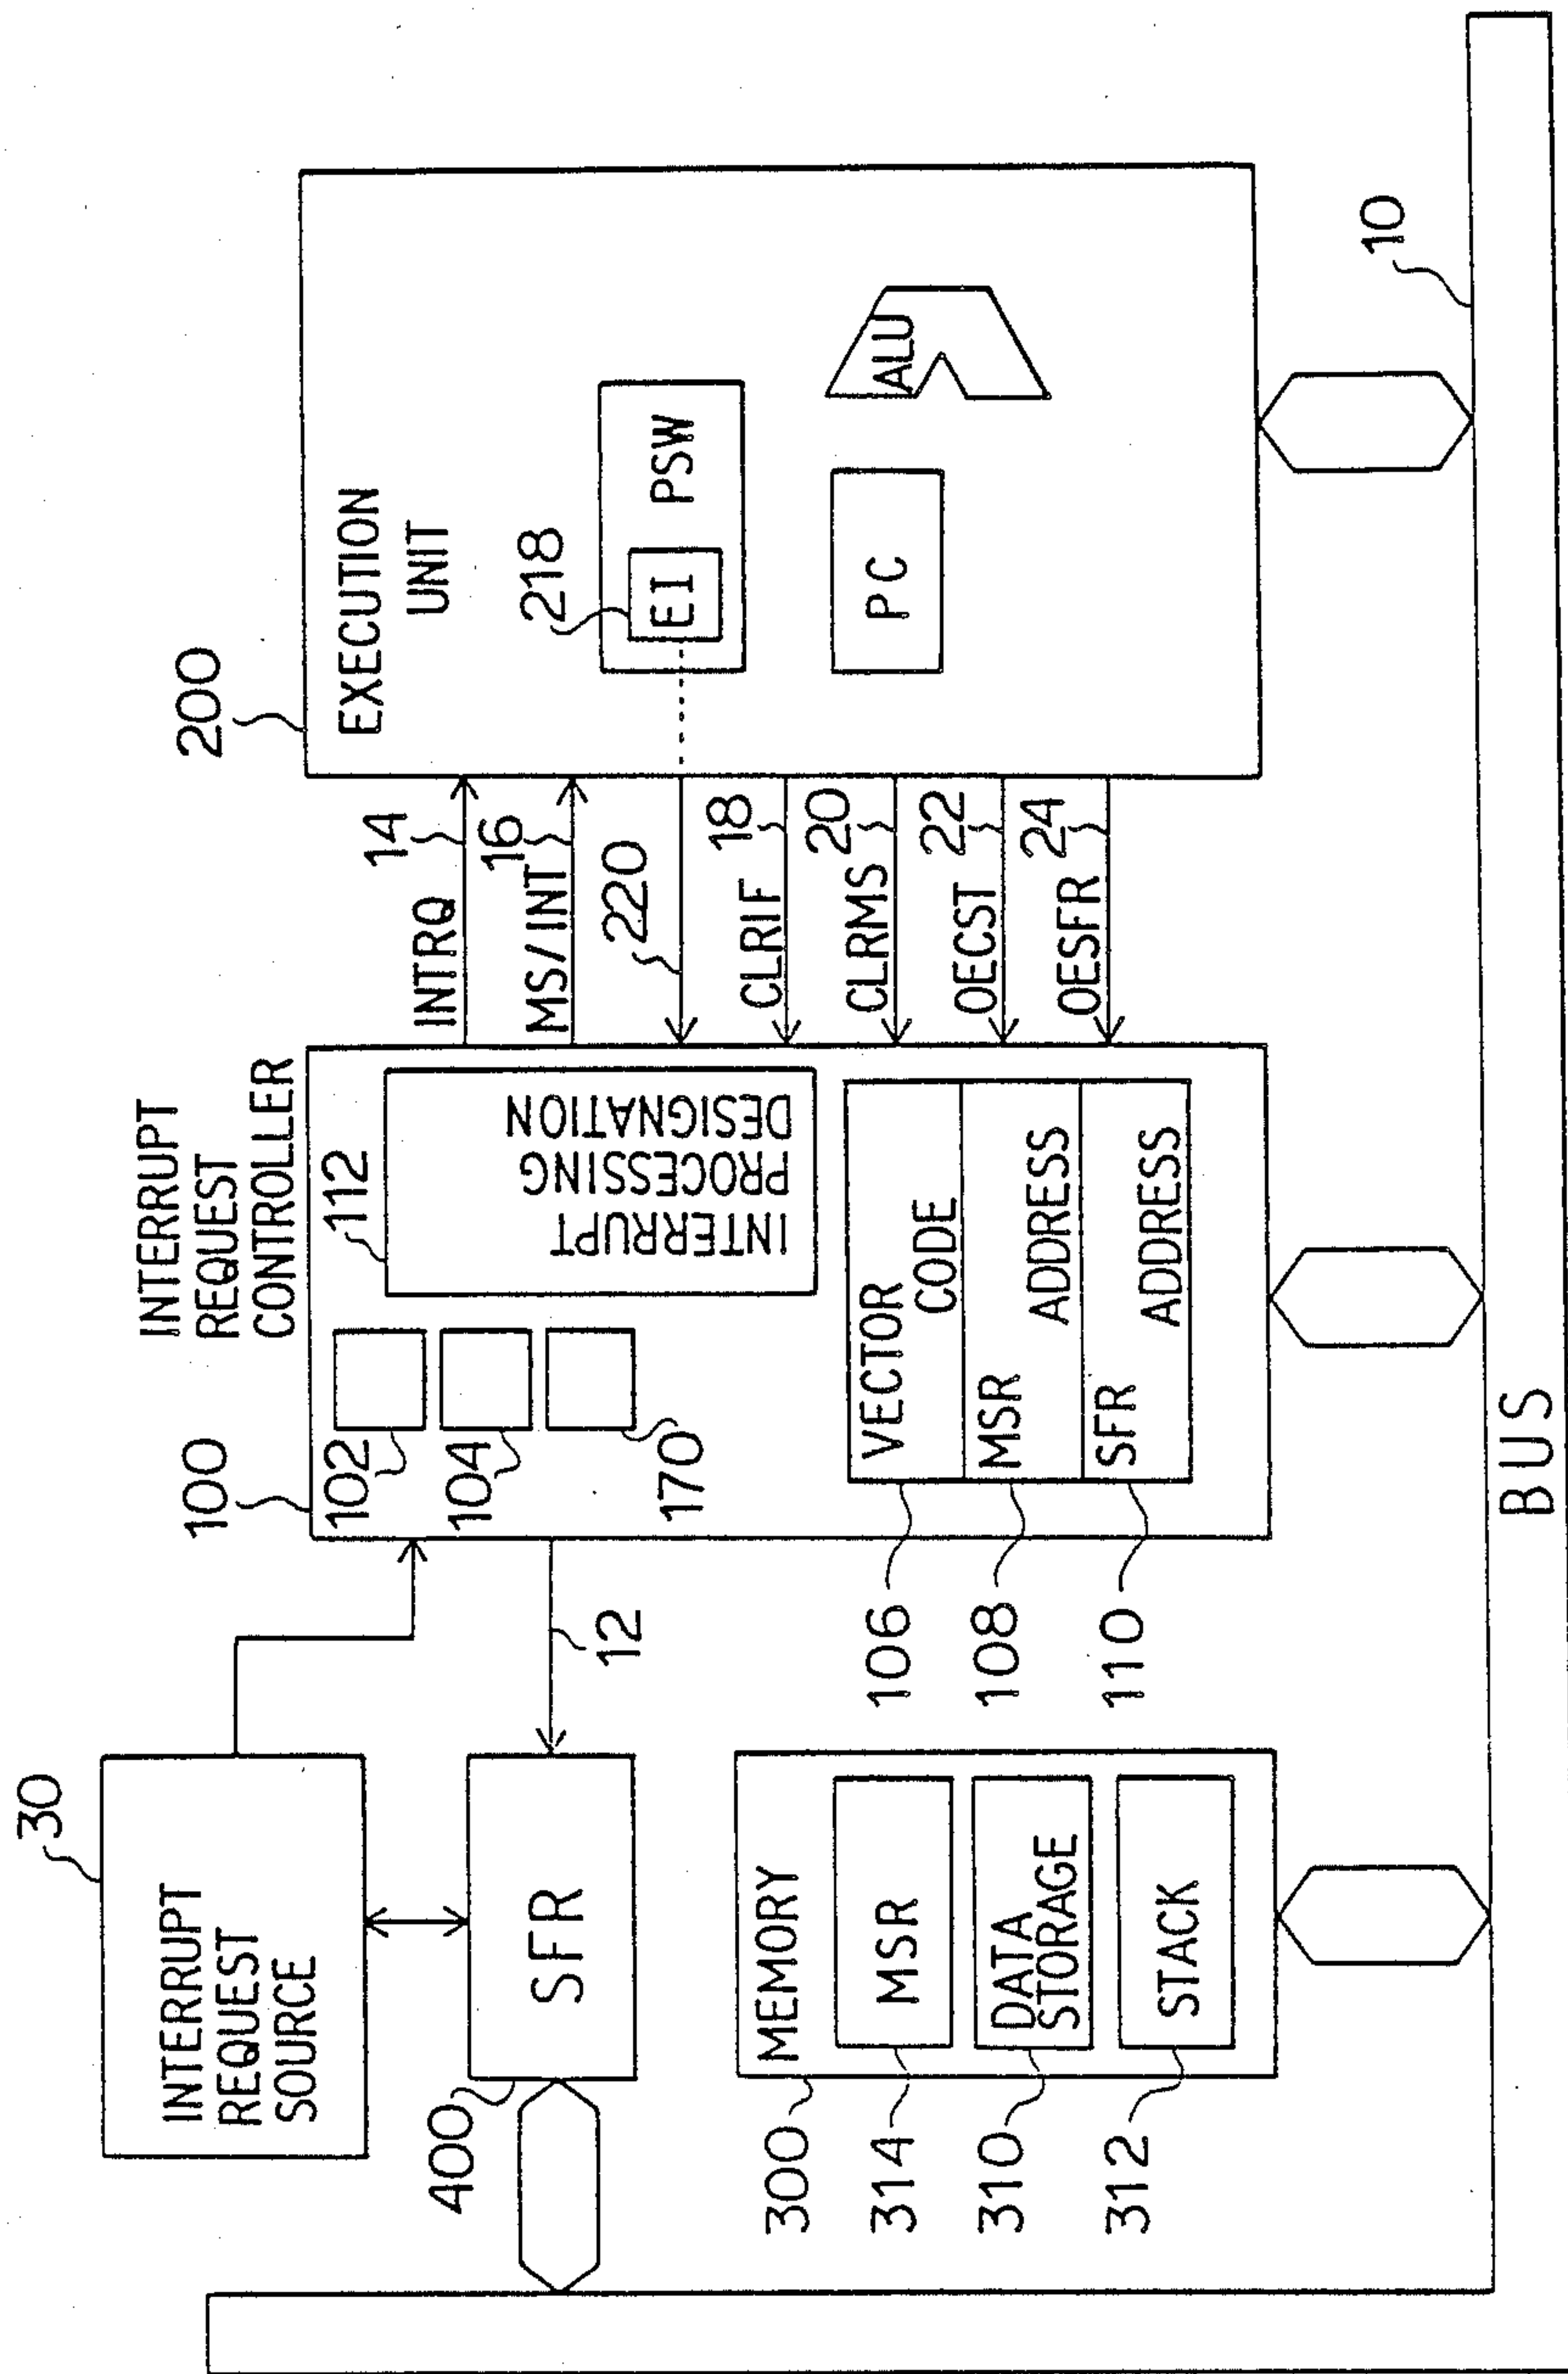 30
INTERRUPT
REQUEST
SOURCE
400
SFR
12
300
MEMORY
314
MSR
310
DATA
STORAGE
312
STACK
INTERRUPT
REQUEST
CONTROLLER
100
102
104
170
112
INTERRUPT
PROCESSING
DESIGNATION
106
VECTOR
CODE
108
MSR
ADDRESS
110
SFR
ADDRESS
INTRQ
14
MS/INT
16
220
CLRIF
18
CLRMS
20
OECST
22
OESFR
24
200
EXECUTION
UNIT
218
EI
PSW
PC
ALU
10
BUS